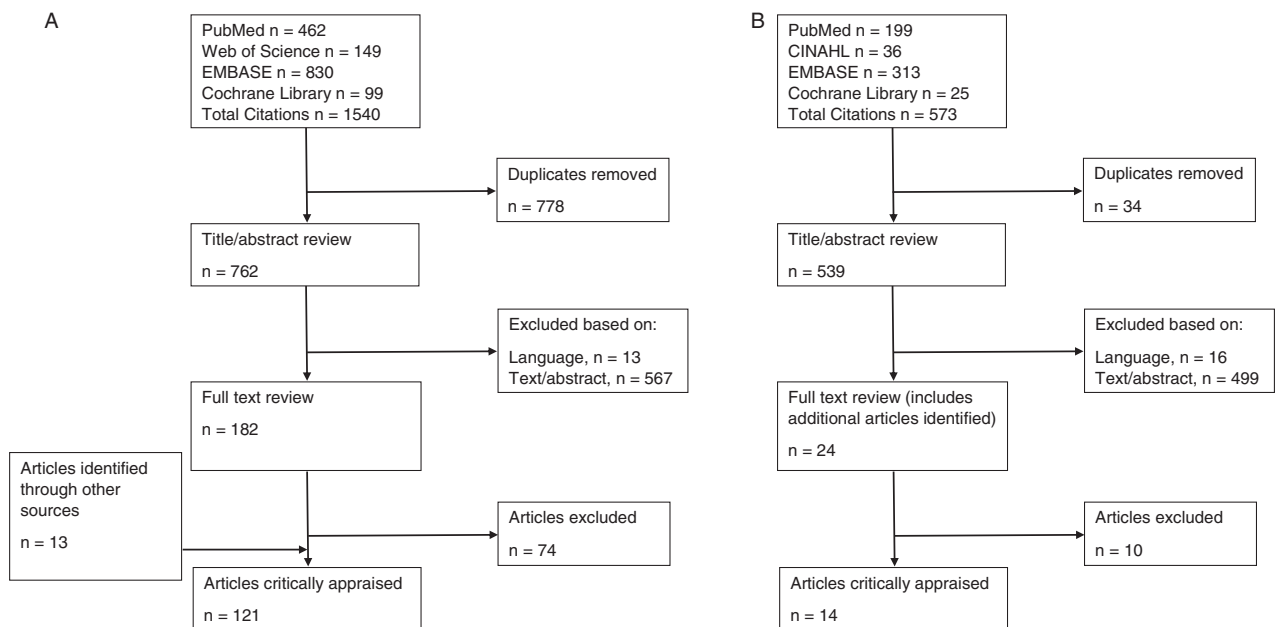 A
PubMed n = 462
Web of Science n = 149
EMBASE n = 830
Cochrane Library n = 99
Total Citations n = 1540
Duplicates removed
n = 778
Title/abstract review
n = 762
Excluded based on:
Language, n = 13
Text/abstract, n = 567
Full text review
n = 182
Articles identified
through other
sources
n = 13
Articles excluded
n = 74
Articles critically appraised
n = 121
B
PubMed n = 199
CINAHL n = 36
EMBASE n = 313
Cochrane Library n = 25
Total Citations n = 573
Duplicates removed
n = 34
Title/abstract review
n = 539
Excluded based on:
Language, n = 16
Text/abstract, n = 499
Full text review (includes
additional articles identified)
n = 24
Articles excluded
n = 10
Articles critically appraised
n = 14